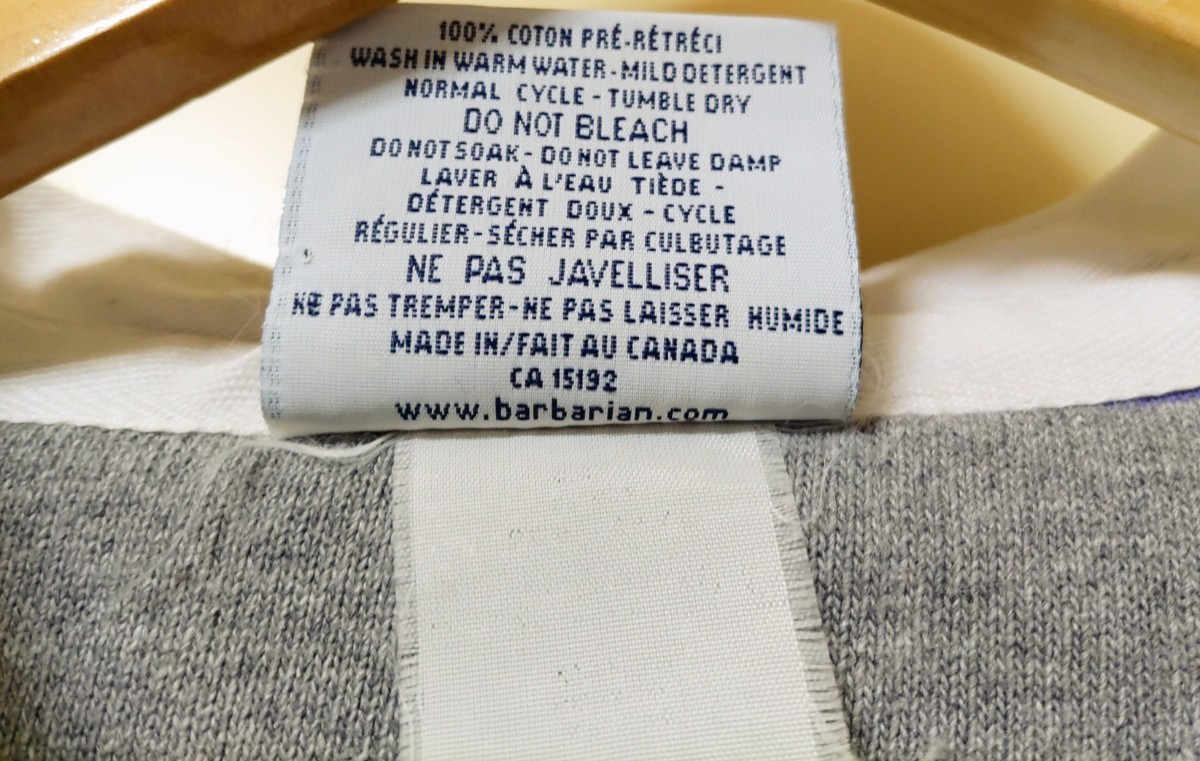 100% COTON PRÉ-RÉTRÉCI
WASH IN WARM WATER - MILD DETERGENT
NORMAL CYCLE - TUMBLE DRY
DO NOT BLEACH
DO NOT SOAK - DO NOT LEAVE DAMP
LAVER À L'EAU TIÈDE -
DÉTERGENT DOUX - CYCLE
RÉGULIER - SÉCHER PAR CULBUTAGE
NE PAS JAVELLISER
NE PAS TREMPER - NE PAS LAISSER HUMIDE
MADE IN/FAIT AU CANADA
CA 15192
www.barbarian.com